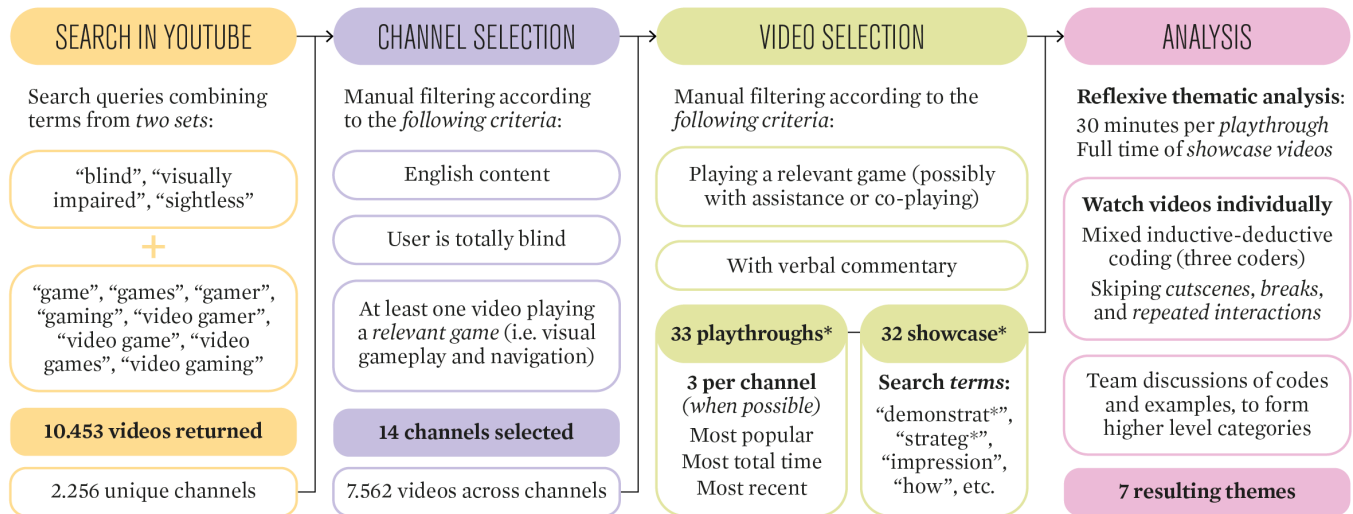 SEARCH IN YOUTUBE
Search queries combining
terms from two sets:
“blind”, “visually
impaired”, “sightless”
+
“game”, “games”, “gamer”,
“gaming”, “video gamer”,
“video game”, “video
games”, “video gaming”
10.453 videos returned
2.256 unique channels
CHANNEL SELECTION
Manual filtering according
to the following criteria:
English content
User is totally blind
At least one video playing
a relevant game (i.e. visual
gameplay and navigation)
14 channels selected
7.562 videos across channels
VIDEO SELECTION
Manual filtering according to the
following criteria:
Playing a relevant game (possibly
with assistance or co-playing)
With verbal commentary
33 playthroughs*
3 per channel
(when possible)
Most popular
Most total time
Most recent
32 showcase*
Search terms:
“demonstrat*”,
“strateg*”,
“impression”,
“how”, etc.
ANALYSIS
Reflexive thematic analysis:
30 minutes per playthrough
Full time of showcase videos
Watch videos individually
Mixed inductive-deductive
coding (three coders)
Skiping cutscenes, breaks,
and repeated interactions
Team discussions of codes
and examples, to form
higher level categories
7 resulting themes